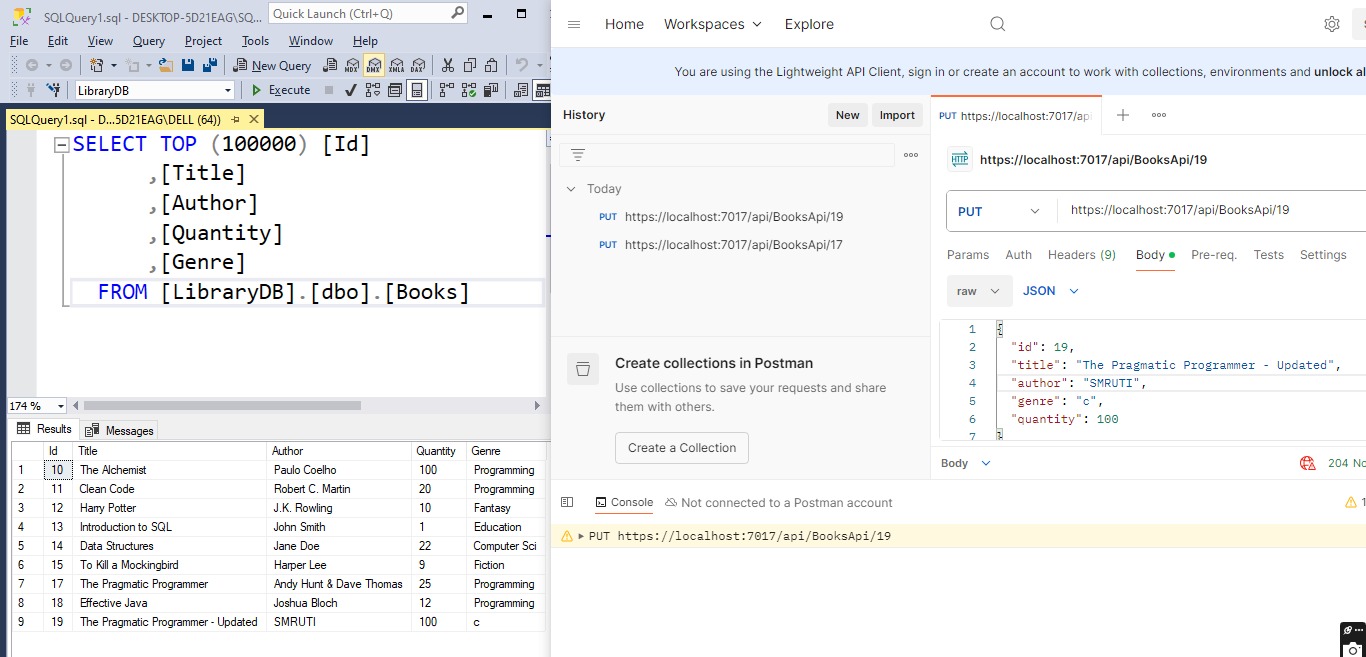 SQLQuery1.sql - DESKTOP-5D21EAG\SQ...
Quick Launch (Ctrl+Q)
File Edit View Query Project Tools Window Help
New Query
MDX DMX XMLA DAX
LibraryDB
Execute
SQLQuery1.sql - D...5D21EAG\DELL (64))
SELECT TOP (100000) [Id]
,[Title]
,[Author]
,[Quantity]
,[Genre]
FROM [LibraryDB].[dbo].[Books]
174 %
Results Messages
Id Title Author Quantity Genre
1 10 The Alchemist Paulo Coelho 100 Programming
2 11 Clean Code Robert C. Martin 20 Programming
3 12 Harry Potter J.K. Rowling 10 Fantasy
4 13 Introduction to SQL John Smith 1 Education
5 14 Data Structures Jane Doe 22 Computer Sci
6 15 To Kill a Mockingbird Harper Lee 9 Fiction
7 17 The Pragmatic Programmer Andy Hunt & Dave Thomas 25 Programming
8 18 Effective Java Joshua Bloch 12 Programming
9 19 The Pragmatic Programmer - Updated SMRUTI 100 c
Home Workspaces Explore
You are using the Lightweight API Client, sign in or create an account to work with collections, environments and unlock al
History
New Import
Today
PUT https://localhost:7017/api/BooksApi/19
PUT https://localhost:7017/api/BooksApi/17
Create collections in Postman
Use collections to save your requests and share
them with others.
Create a Collection
PUT https://localhost:7017/ap
HTTP https://localhost:7017/api/BooksApi/19
PUT https://localhost:7017/api/BooksApi/19
Params Auth Headers (9) Body Pre-req. Tests Settings
raw JSON
1 {
2 "id": 19,
3 "title": "The Pragmatic Programmer - Updated",
4 "author": "SMRUTI",
5 "genre": "c",
6 "quantity": 100
7 }
Body 204 No
Console Not connected to a Postman account
1
PUT https://localhost:7017/api/BooksApi/19